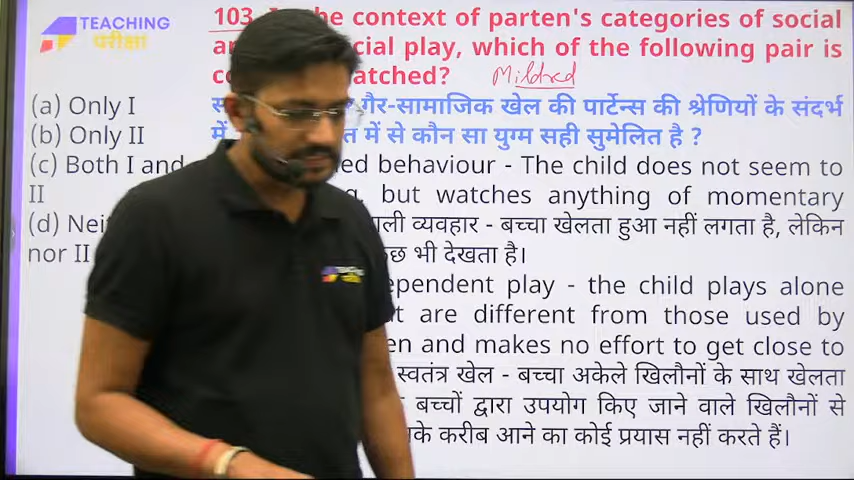 TEACHING
परीक्षा
103. the context of parten's categories of social
cial play, which of the following pair is
atched? Mildred
(a) Only I
गैर-सामाजिक खेल की पार्टेन्स की श्रेणियों के संदर्भ
(b) Only II
में त में से कौन सा युग्म सही सुमेलित है ?
(c) Both I and ed behaviour - The child does not seem to
II
but watches anything of momentary
(d) Nei ली व्यवहार - बच्चा खेलता हुआ नहीं लगता है, लेकिन
nor II छ भी देखता है।
ependent play - the child plays alone
t are different from those used by
en and makes no effort to get close to
स्वतंत्र खेल - बच्चा अकेले खिलौनों के साथ खेलता
बच्चों द्वारा उपयोग किए जाने वाले खिलौनों से
के करीब आने का कोई प्रयास नहीं करते हैं।